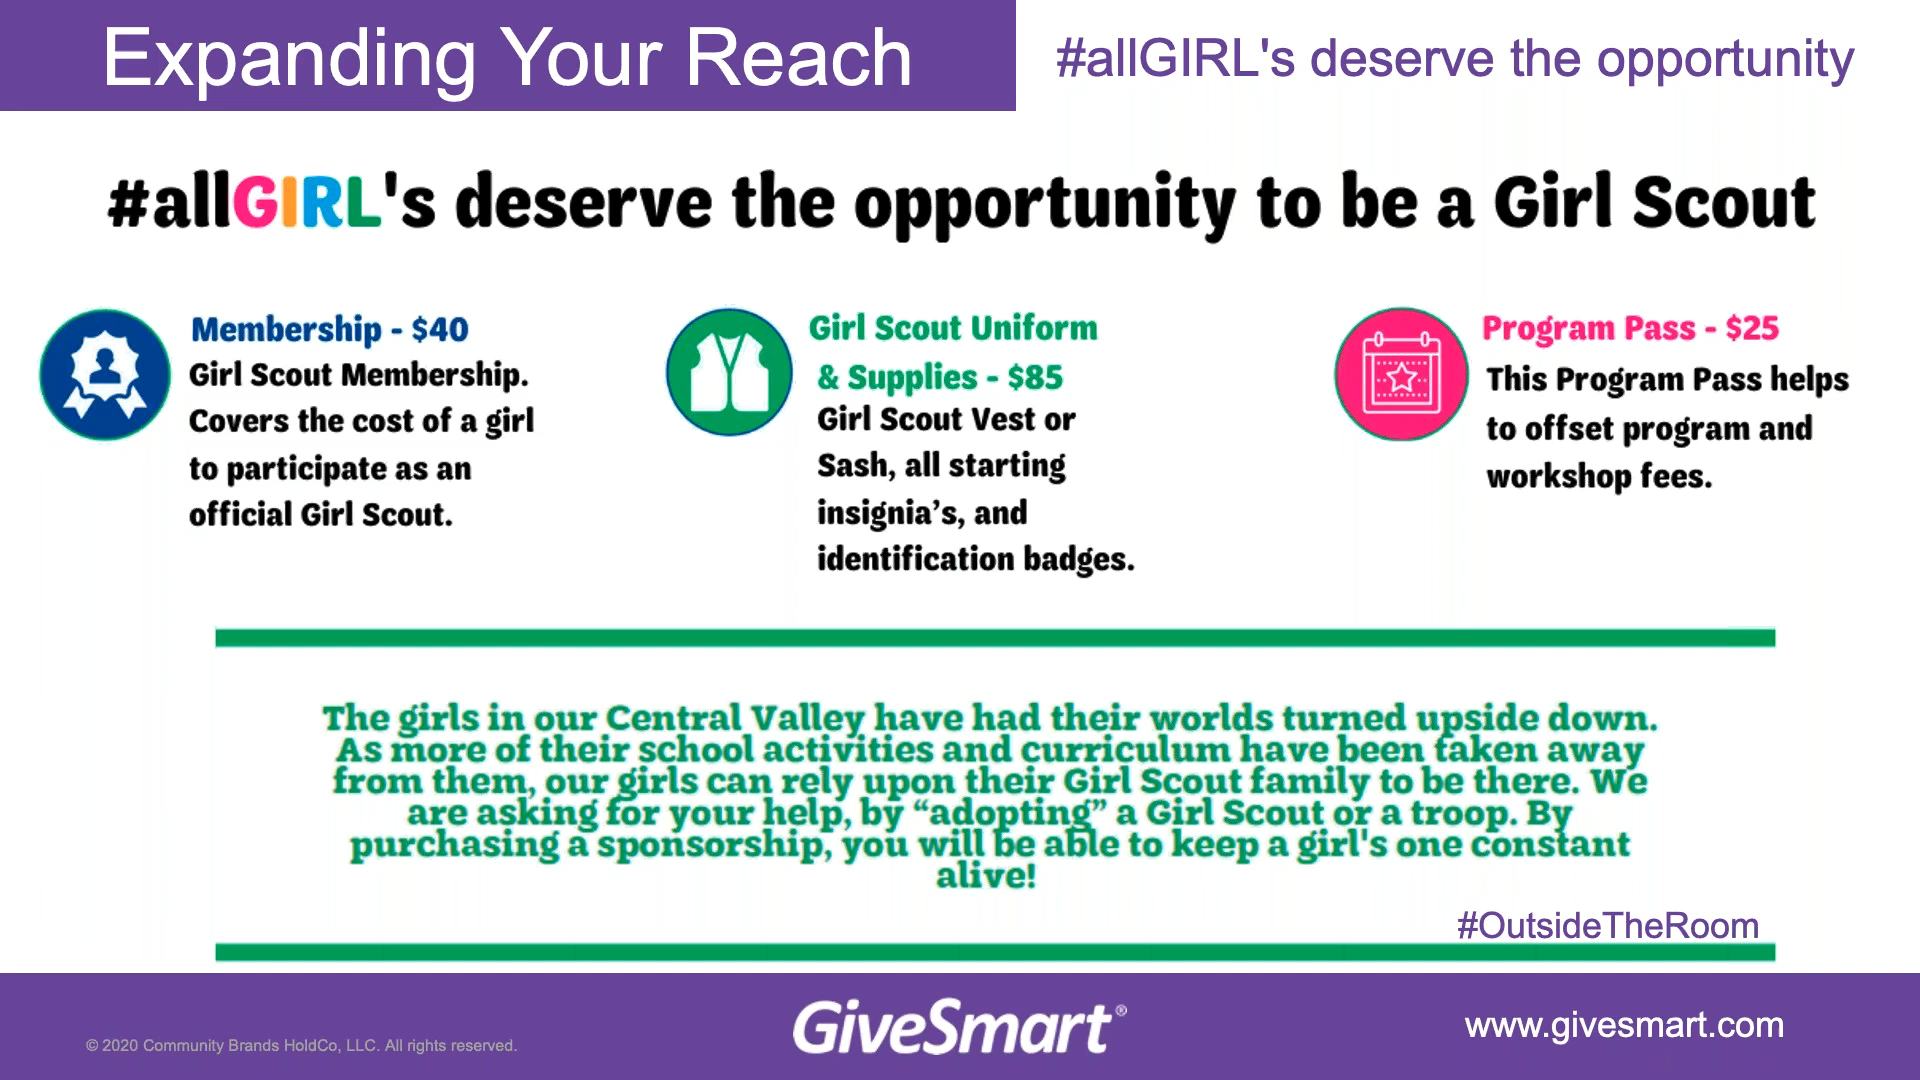 Expanding Your Reach
#allGIRL's deserve the opportunity
#allGIRL's deserve the opportunity to be a Girl Scout
Membership - $40
Girl Scout Membership.
Covers the cost of a girl
to participate as an
official Girl Scout.
Girl Scout Uniform
& Supplies - $85
Girl Scout Vest or
Sash, all starting
insignia’s, and
identification badges.
Program Pass - $25
This Program Pass helps
to offset program and
workshop fees.
The girls in our Central Valley have had their worlds turned upside down.
As more of their school activities and curriculum have been taken away
from them, our girls can rely upon their Girl Scout family to be there. We
are asking for your help, by “adopting” a Girl Scout or a troop. By
purchasing a sponsorship, you will be able to keep a girl's one constant
alive!
#OutsideTheRoom
© 2020 Community Brands HoldCo, LLC. All rights reserved.
GiveSmart®
www.givesmart.com